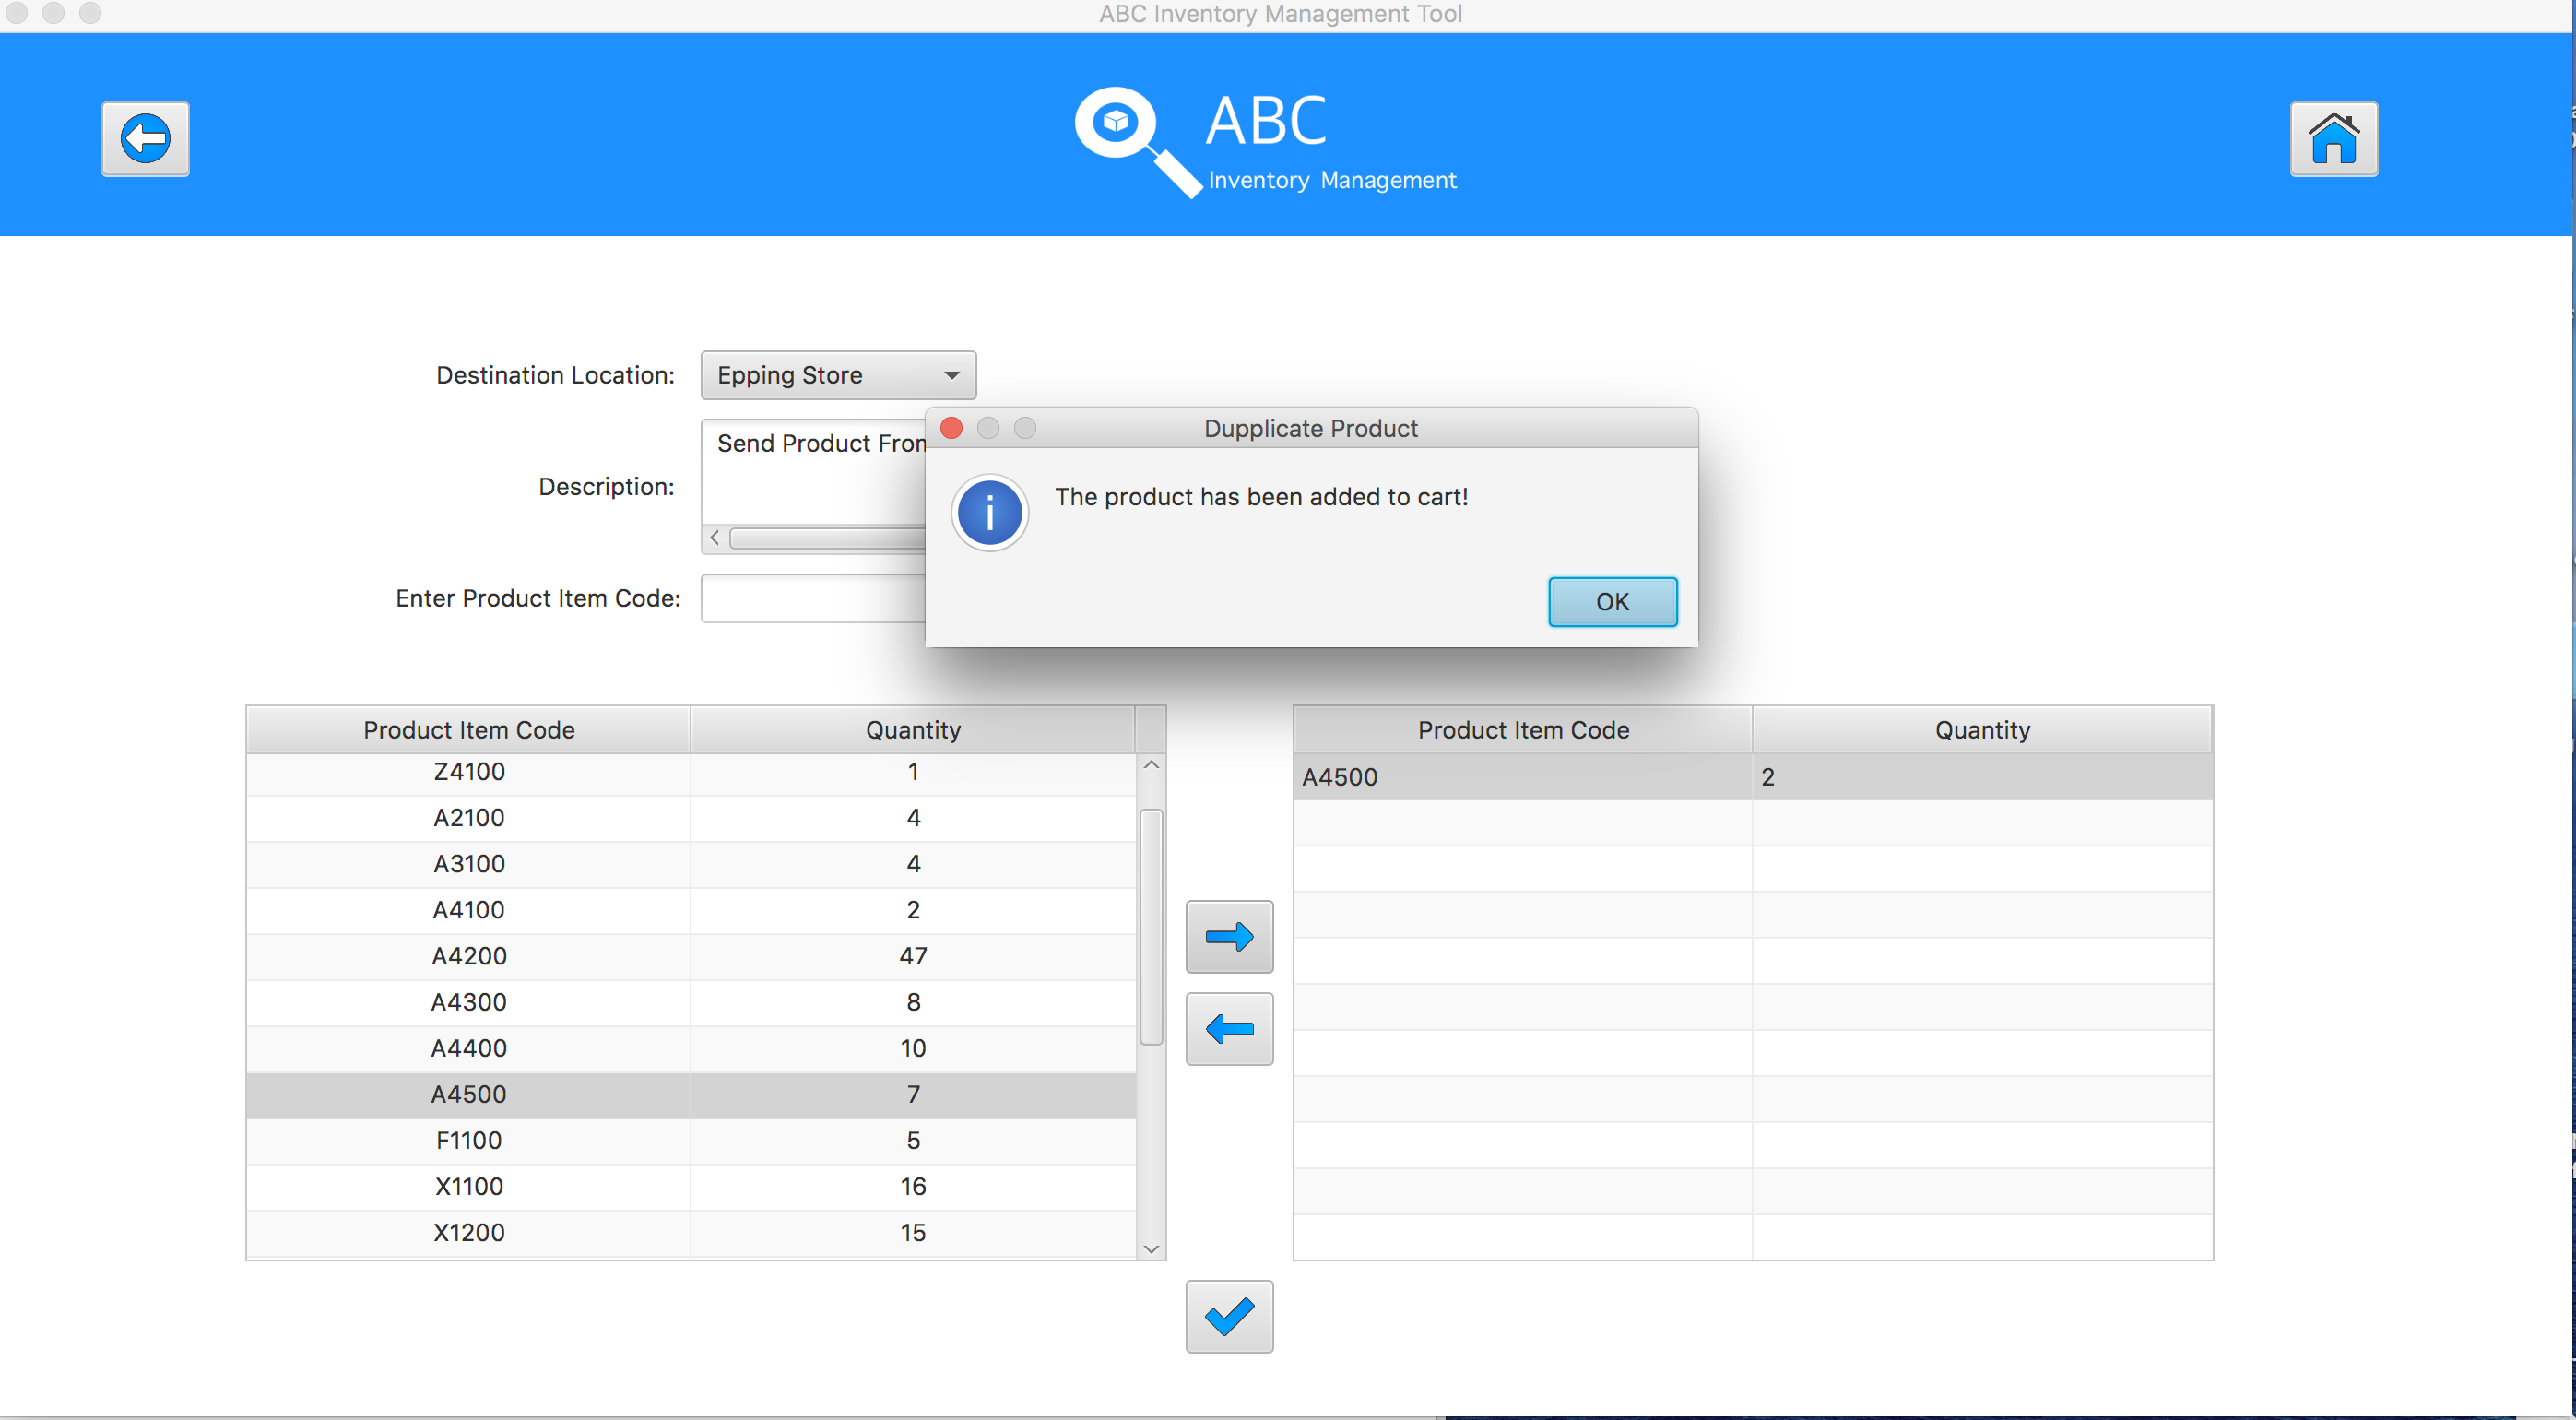 ABC Inventory Management Tool
ABC
Inventory Management
Destination Location:
Epping Store
Description:
Send Product
Dupplicate Product
The product has been added to cart!
OK
Enter Product Item Code:
Product Item Code Quantity
Z4100 1
A2100 4
A3100 4
A4100 2
A4200 47
A4300 8
A4400 10
A4500 7
F1100 5
X1100 16
X1200 15
Product Item Code Quantity
A4500 2